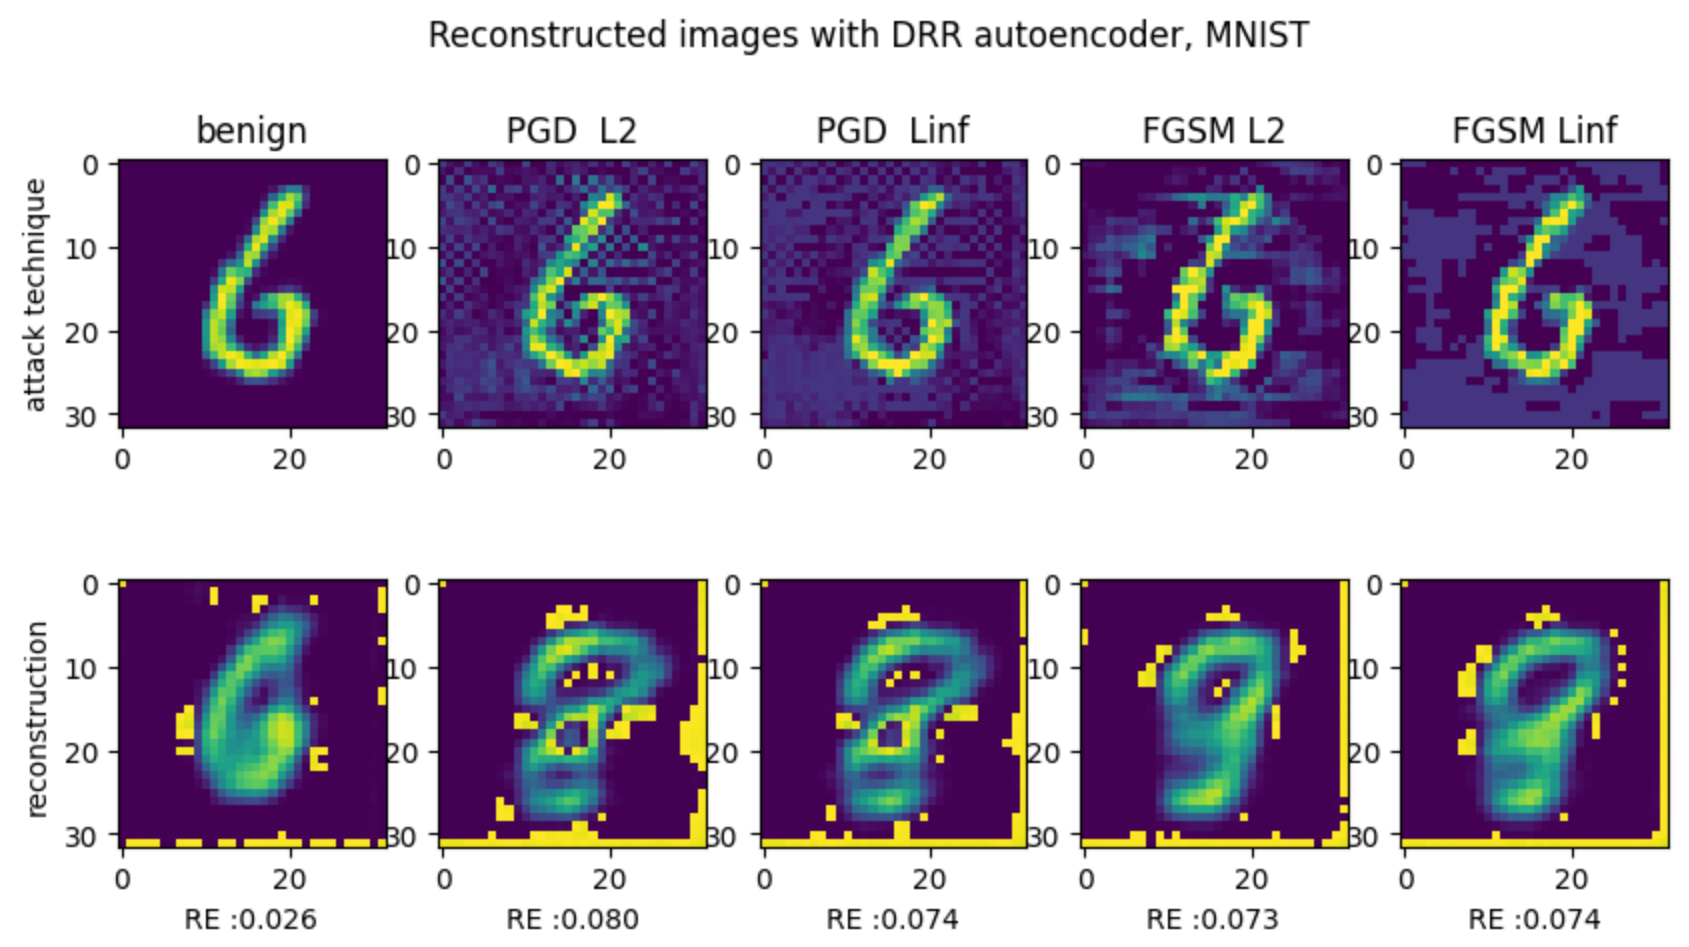 Reconstructed images with DRR autoencoder, MNIST
benign PGD L2 PGD Linf FGSM L2 FGSM Linf
attack technique
0 0 0 0 0
10 10 10 10 10
20 20 20 20 20
30 30 30 30 30
0 20 0 20 0 20 0 20 0 20
reconstruction
0 0 0 0 0
10 10 10 10 10
20 20 20 20 20
30 30 30 30 30
0 20 0 20 0 20 0 20 0 20
RE :0.026 RE :0.080 RE :0.074 RE :0.073 RE :0.074